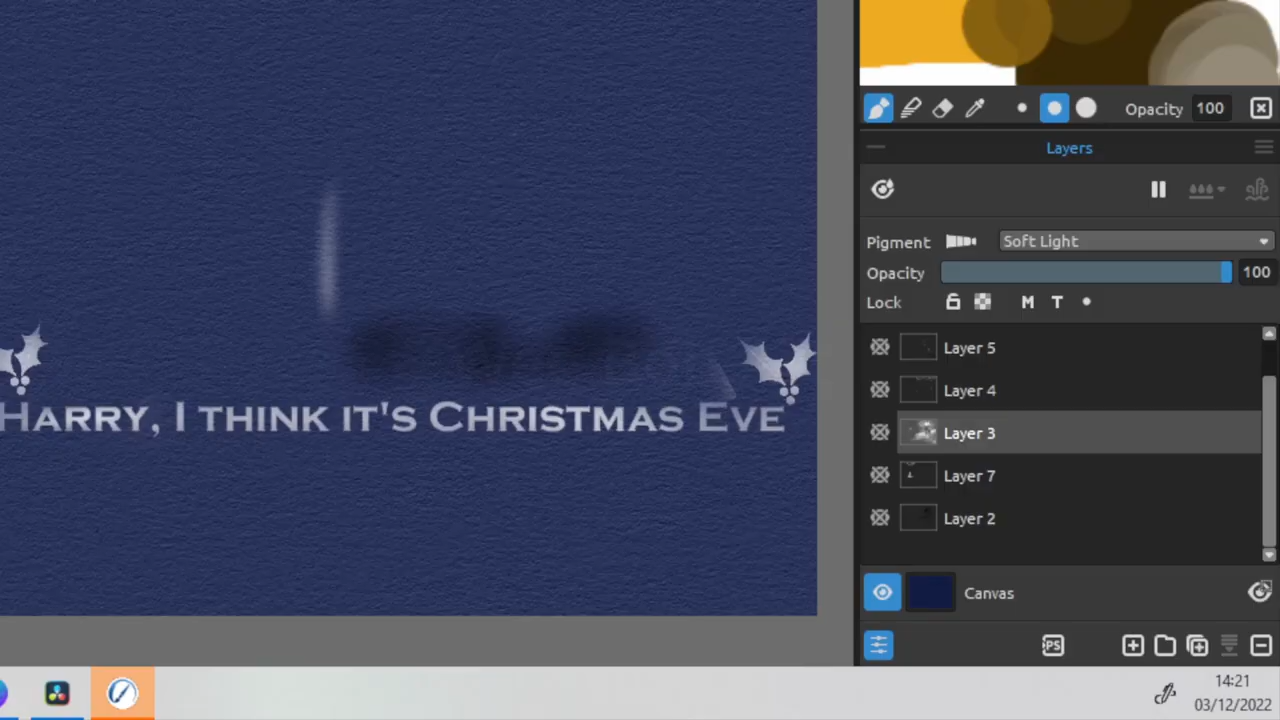 Opacity 100
Layers
Pigment Soft Light
Opacity 100
Lock M T
Layer 5
Layer 4
Layer 3
Layer 7
Layer 2
Canvas
PS
HARRY, I THINK IT'S CHRISTMAS EVE
14:21
03/12/2022